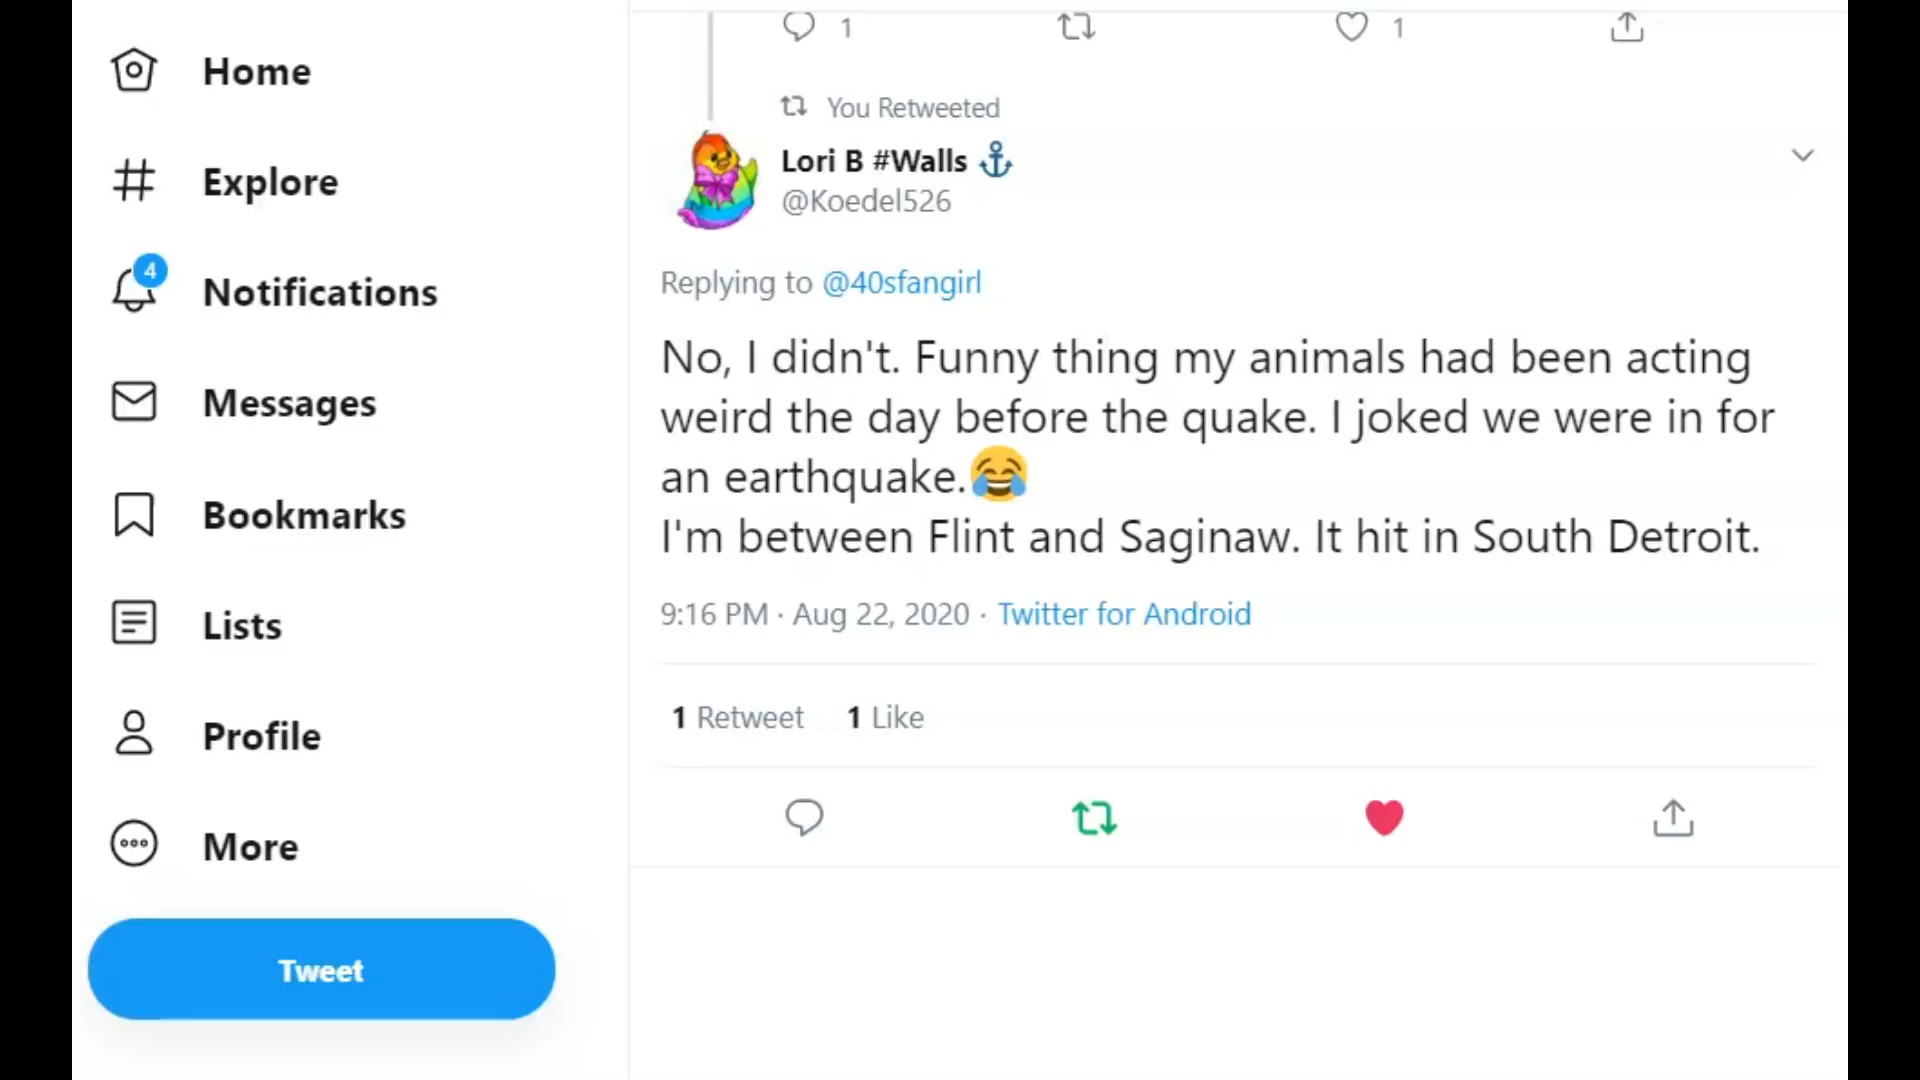 1 1
Home
You Retweeted
Lori B #Walls ⚓
@Koedel526
Explore
Replying to @40sfangirl
4
Notifications
No, I didn't. Funny thing my animals had been acting
weird the day before the quake. I joked we were in for
an earthquake.😂
I'm between Flint and Saginaw. It hit in South Detroit.
Messages
Bookmarks
9:16 PM · Aug 22, 2020 · Twitter for Android
Lists
1 Retweet 1 Like
Profile
More
Tweet